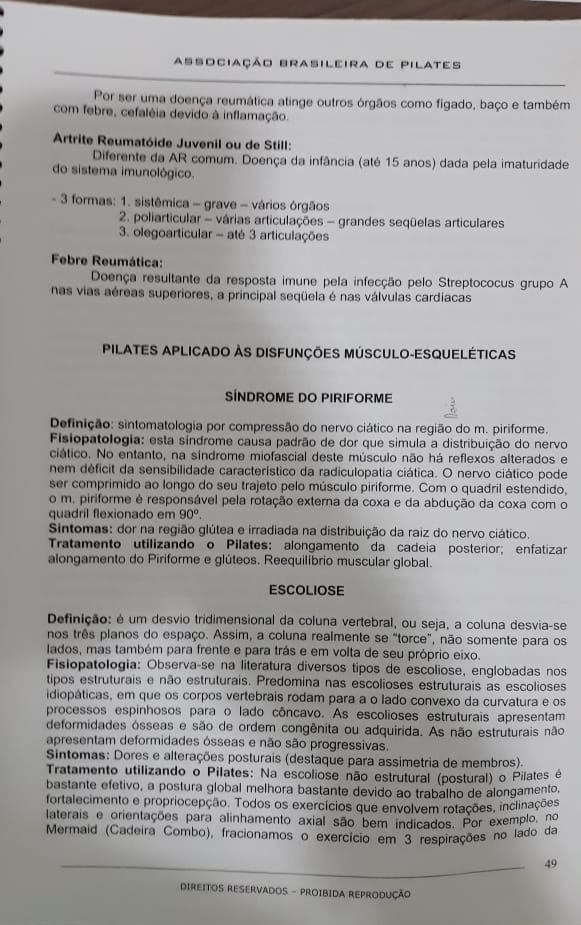 ASSOCIAÇÃO BRASILEIRA DE PILATES
Por ser uma doença reumática atinge outros órgãos como fígado, baço e também
com febre, cefaléia devido à inflamação.
Artrite Reumatóide Juvenil ou de Still:
Diferente da AR comum. Doença da infância (até 15 anos) dada pela imaturidade
do sistema imunológico.
- 3 formas: 1. sistêmica – grave – vários órgãos
2. poliarticular – várias articulações – grandes seqüelas articulares
3. olegoarticular – até 3 articulações
Febre Reumática:
Doença resultante da resposta imune pela infecção pelo Streptococus grupo A
nas vias aéreas superiores, a principal seqüela é nas válvulas cardíacas
PILATES APLICADO ÀS DISFUNÇÕES MÚSCULO-ESQUELÉTICAS
SÍNDROME DO PIRIFORME
Definição: sintomatologia por compressão do nervo ciático na região do m. piriforme.
Fisiopatologia: esta síndrome causa padrão de dor que simula a distribuição do nervo
ciático. No entanto, na síndrome miofascial deste músculo não há reflexos alterados e
nem déficit da sensibilidade característico da radiculopatia ciática. O nervo ciático pode
ser comprimido ao longo do seu trajeto pelo músculo piriforme. Com o quadril estendido,
o m. piriforme é responsável pela rotação externa da coxa e da abdução da coxa com o
quadril flexionado em 90º.
Sintomas: dor na região glútea e irradiada na distribuição da raiz do nervo ciático.
Tratamento utilizando o Pilates: alongamento da cadeia posterior; enfatizar
alongamento do Piriforme e glúteos. Reequilíbrio muscular global.
ESCOLIOSE
Definição: é um desvio tridimensional da coluna vertebral, ou seja, a coluna desvia-se
nos três planos do espaço. Assim, a coluna realmente se “torce”, não somente para os
lados, mas também para frente e para trás e em volta de seu próprio eixo.
Fisiopatologia: Observa-se na literatura diversos tipos de escoliose, englobadas nos
tipos estruturais e não estruturais. Predomina nas escolioses estruturais as escolioses
idiopáticas, em que os corpos vertebrais rodam para a o lado convexo da curvatura e os
processos espinhosos para o lado côncavo. As escolioses estruturais apresentam
deformidades ósseas e são de ordem congênita ou adquirida. As não estruturais não
apresentam deformidades ósseas e não são progressivas.
Sintomas: Dores e alterações posturais (destaque para assimetria de membros).
Tratamento utilizando o Pilates: Na escoliose não estrutural (postural) o Pilates é
bastante efetivo, a postura global melhora bastante devido ao trabalho de alongamento,
fortalecimento e propriocepção. Todos os exercícios que envolvem rotações, inclinações
laterais e orientações para alinhamento axial são bem indicados. Por exemplo, no
Mermaid (Cadeira Combo), fracionamos o exercício em 3 respirações no lado da
49
DIREITOS RESERVADOS – PROIBIDA REPRODUÇÃO